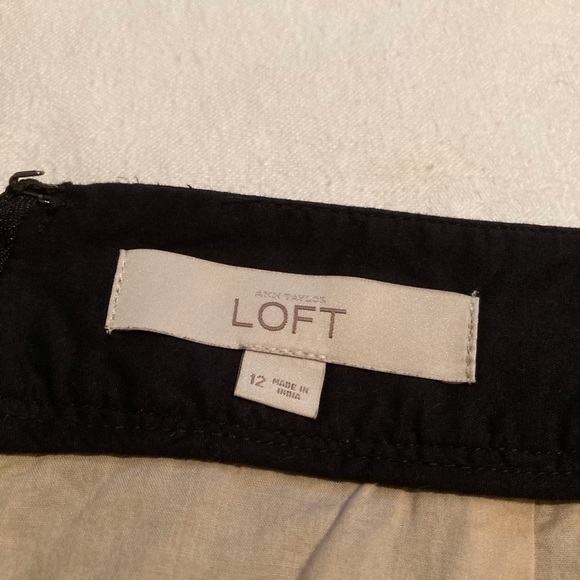 ANN TAYLOR
LOFT
12 MADE IN
INDIA